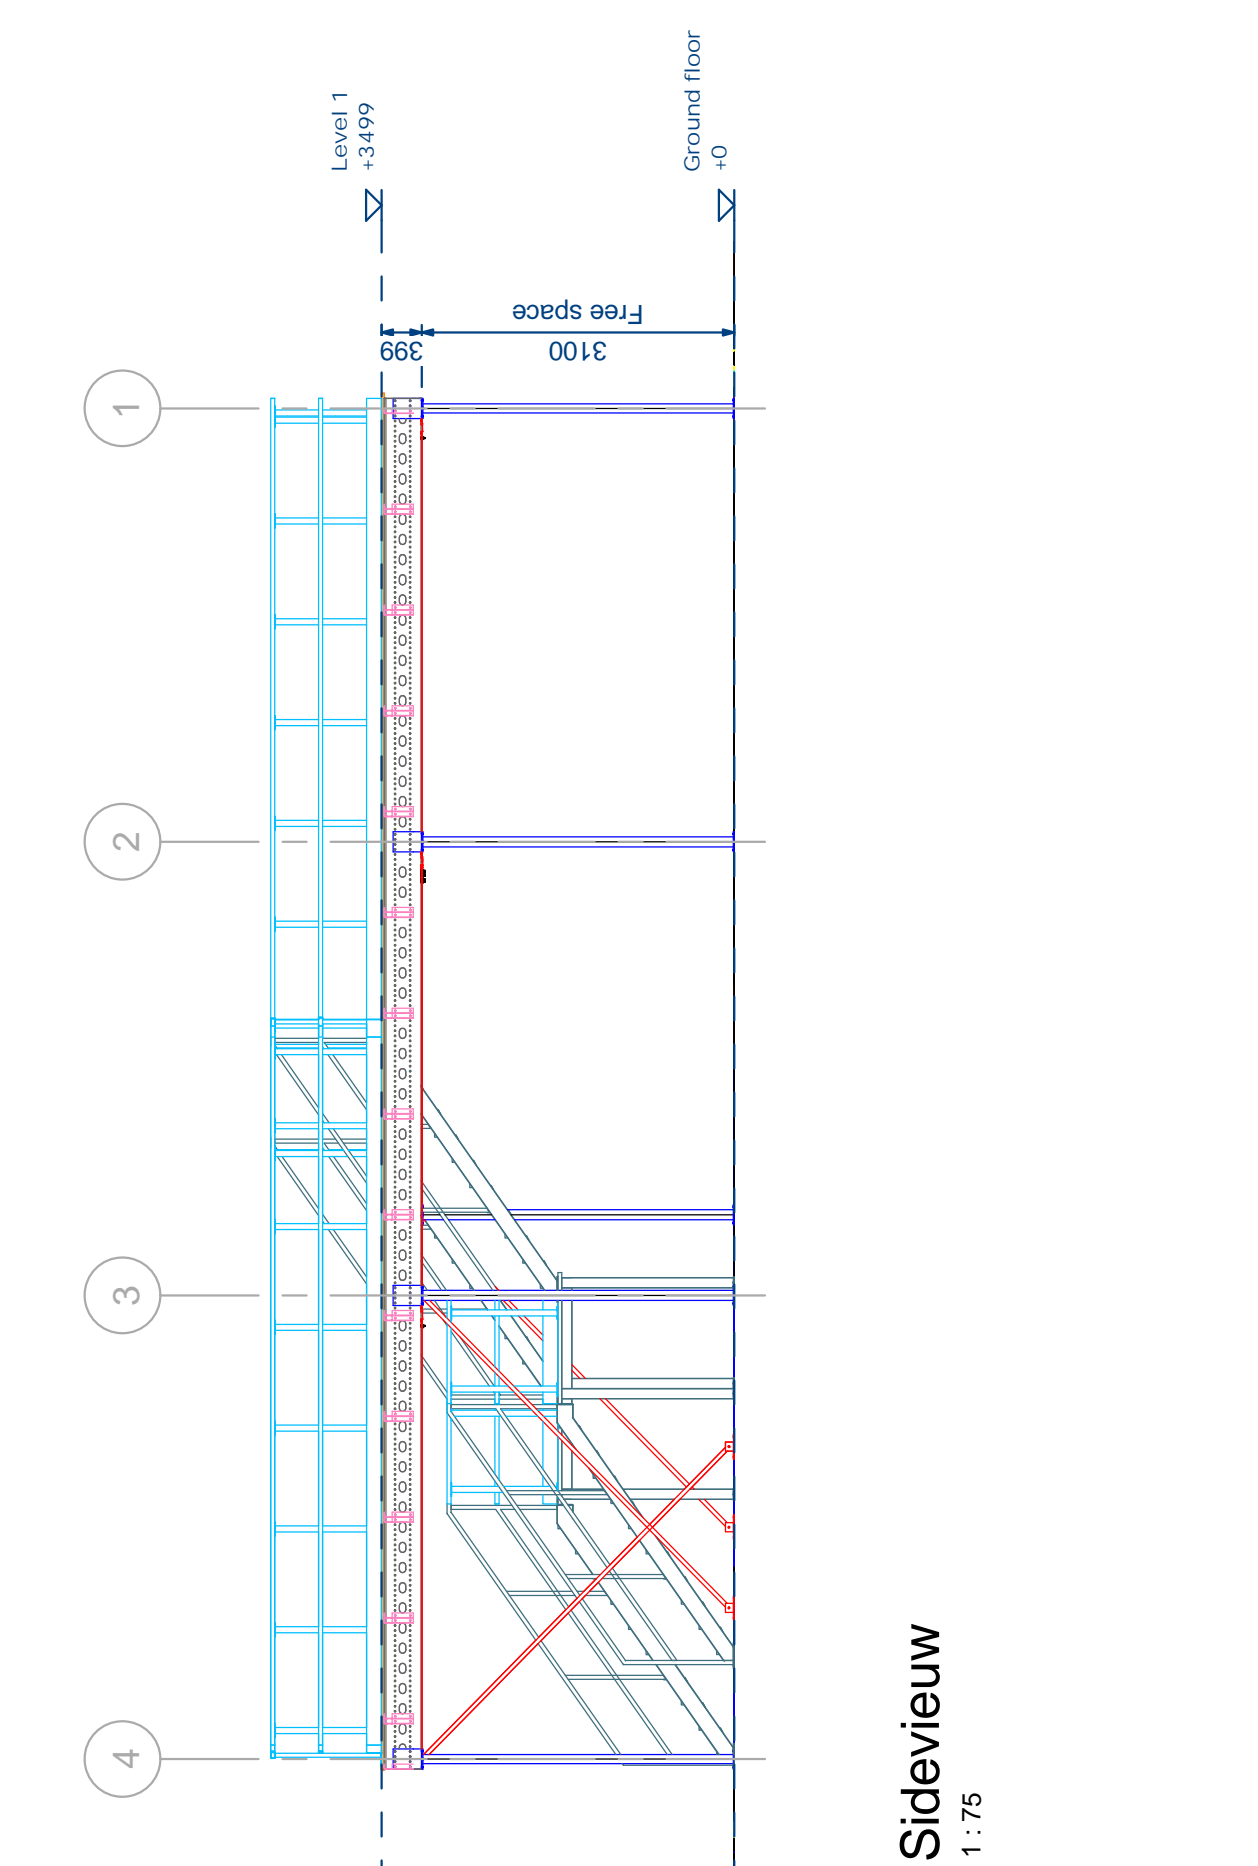 Level 1
+3499
Ground floor
+0
399
3100
Free space
1
2
3
4
Sidevieuw
1 : 75